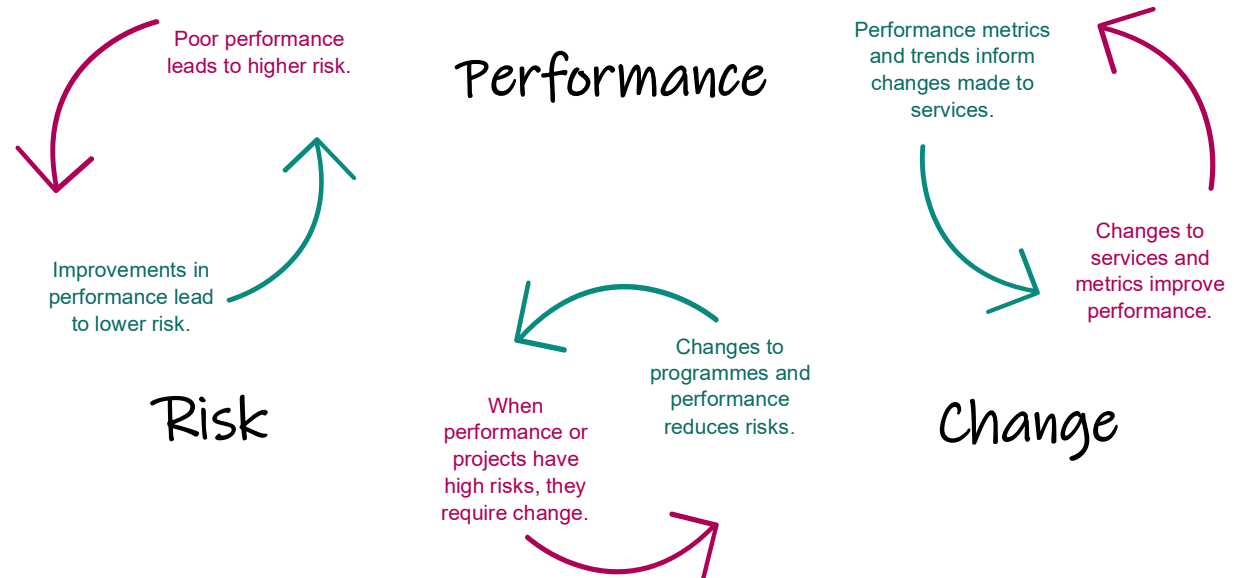 Poor performance
leads to higher risk.
Performance
Performance metrics
and trends inform
changes made to
services.
Improvements in
performance lead
to lower risk.
Changes to
services and
metrics improve
performance.
Risk
When
performance or
projects have
high risks, they
require change.
Changes to
programmes and
performance
reduces risks.
Change